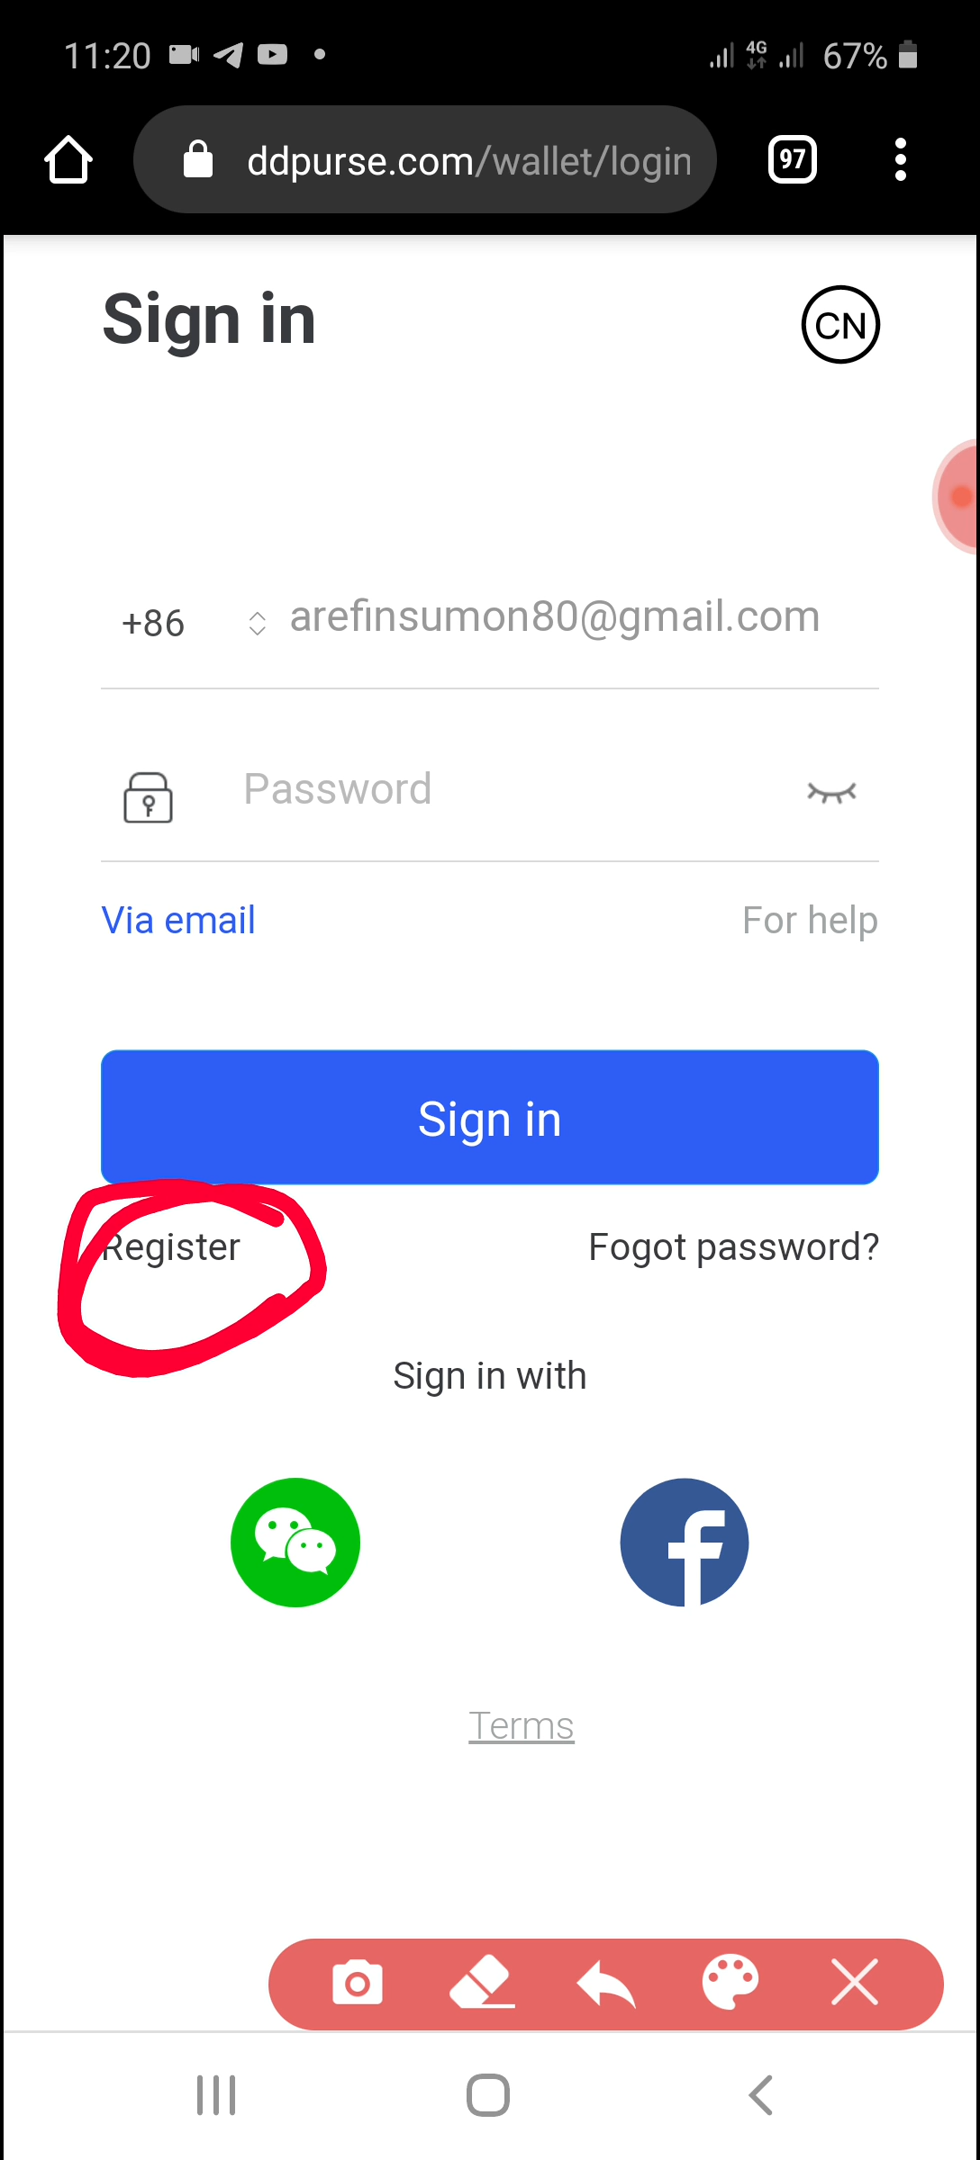 11:20
4G
67%
ddpurse.com/wallet/login
97
Sign in
CN
+86
arefinsumon80@gmail.com
Password
Via email
For help
Sign in
Register
Fogot password?
Sign in with
Terms